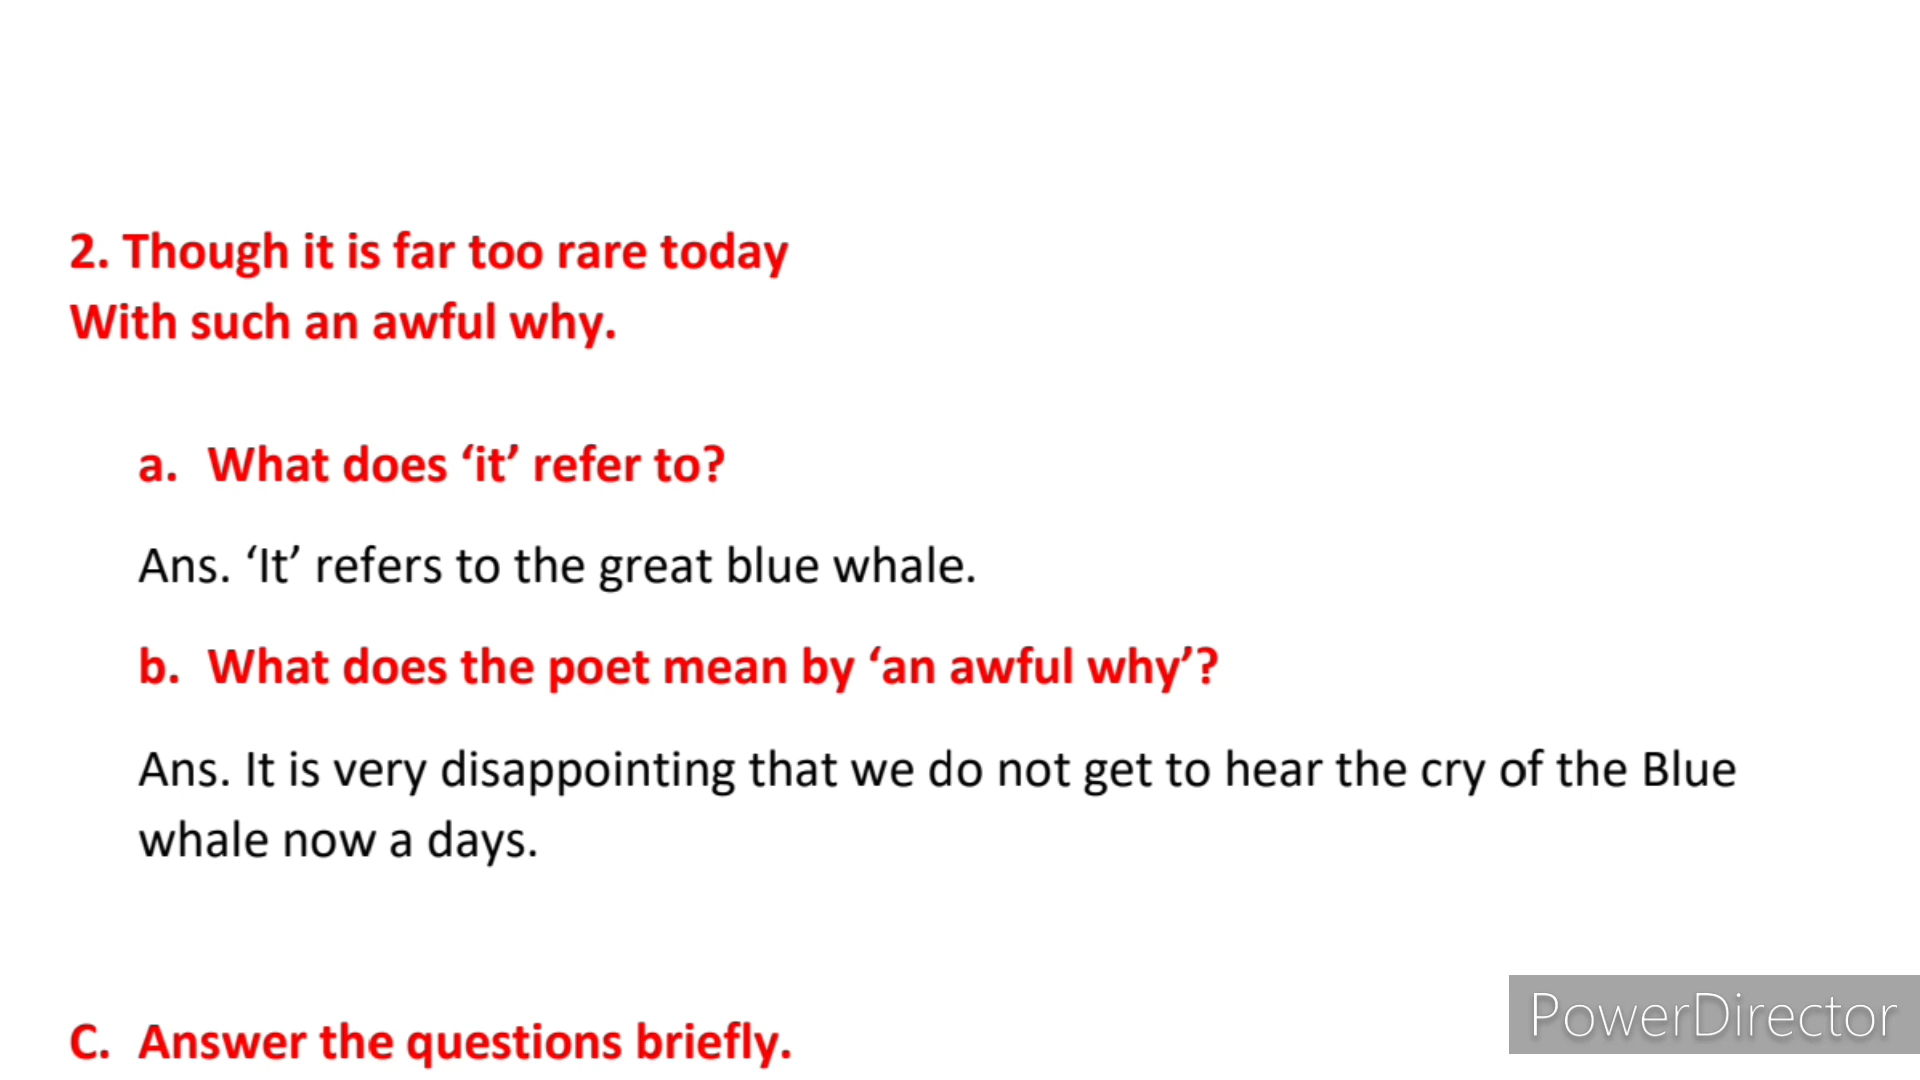 2. Though it is far too rare today
With such an awful why.
a. What does ‘it’ refer to?
Ans. ‘It’ refers to the great blue whale.
b. What does the poet mean by ‘an awful why’?
Ans. It is very disappointing that we do not get to hear the cry of the Blue
whale now a days.
C. Answer the questions briefly.
PowerDirector